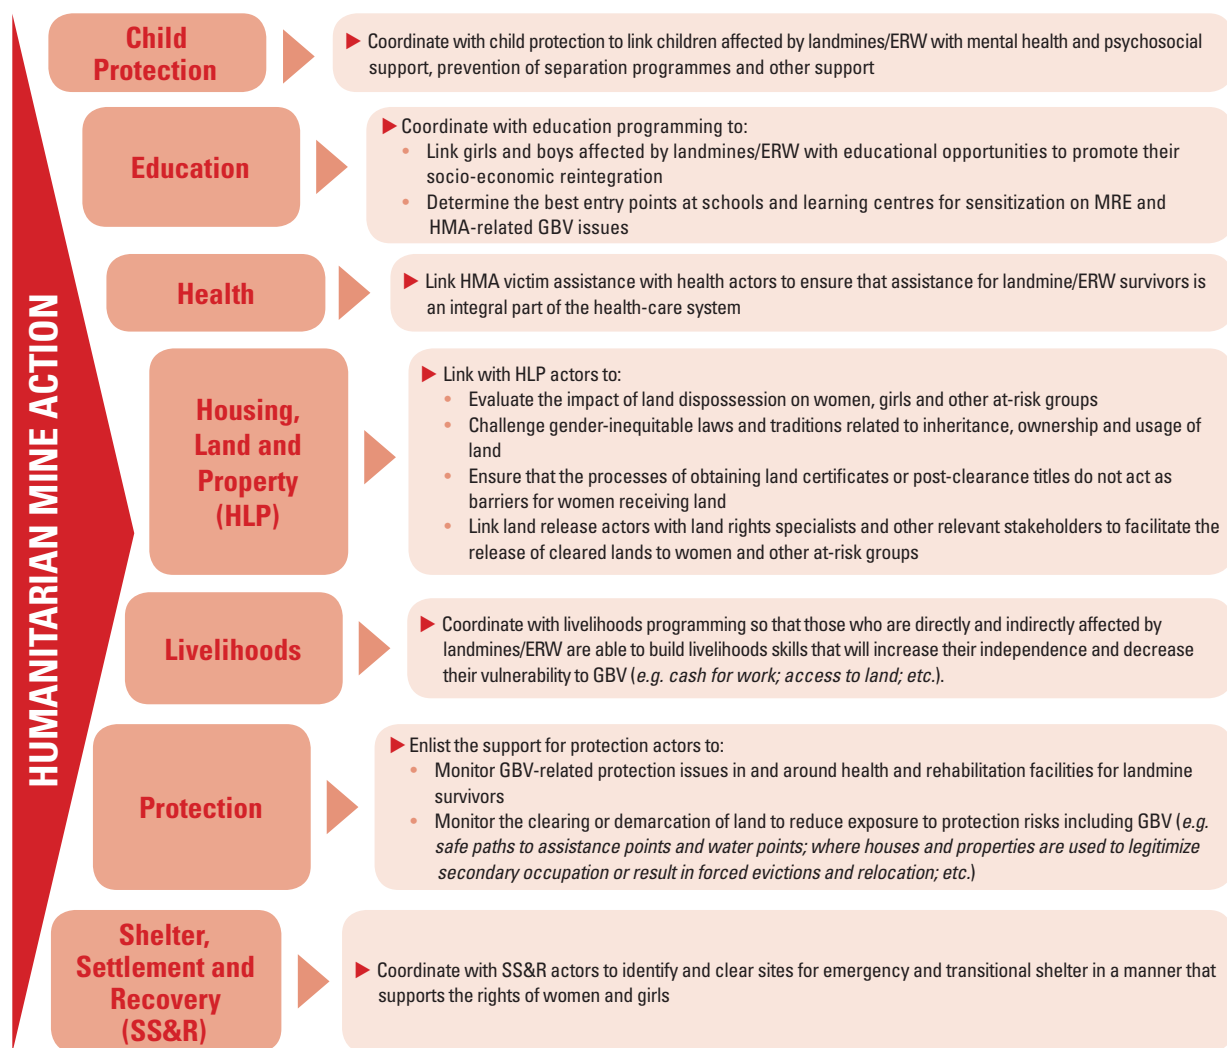 HUMANITARIAN MINE ACTION
Child
Protection
▶ Coordinate with child protection to link children affected by landmines/ERW with mental health and psychosocial
support, prevention of separation programmes and other support
Education
▶ Coordinate with education programming to:
• Link girls and boys affected by landmines/ERW with educational opportunities to promote their
socio-economic reintegration
• Determine the best entry points at schools and learning centres for sensitization on MRE and
HMA-related GBV issues
Health
▶ Link HMA victim assistance with health actors to ensure that assistance for landmine/ERW survivors is
an integral part of the health-care system
Housing,
Land and
Property
(HLP)
▶ Link with HLP actors to:
• Evaluate the impact of land dispossession on women, girls and other at-risk groups
• Challenge gender-inequitable laws and traditions related to inheritance, ownership and usage of
land
• Ensure that the processes of obtaining land certificates or post-clearance titles do not act as
barriers for women receiving land
• Link land release actors with land rights specialists and other relevant stakeholders to facilitate the
release of cleared lands to women and other at-risk groups
Livelihoods
▶ Coordinate with livelihoods programming so that those who are directly and indirectly affected by
landmines/ERW are able to build livelihoods skills that will increase their independence and decrease
their vulnerability to GBV (e.g. cash for work; access to land; etc.).
Protection
▶ Enlist the support for protection actors to:
• Monitor GBV-related protection issues in and around health and rehabilitation facilities for landmine
survivors
• Monitor the clearing or demarcation of land to reduce exposure to protection risks including GBV (e.g.
safe paths to assistance points and water points; where houses and properties are used to legitimize
secondary occupation or result in forced evictions and relocation; etc.)
Shelter,
Settlement and
Recovery
(SS&R)
▶ Coordinate with SS&R actors to identify and clear sites for emergency and transitional shelter in a manner that
supports the rights of women and girls